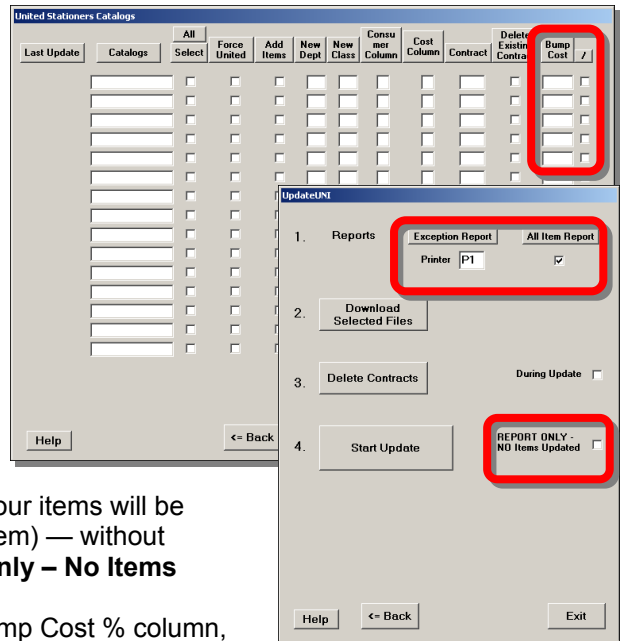 United Stationers Catalogs
Last Update Catalogs All Select Force United Add Items New Dept New Class Consu mer Column Cost Column Contract Delete Existin Contra Bump Cost /
UpdateUNI
1. Reports Exception Report All Item Report
Printer P1
2. Download
Selected Files
3. Delete Contracts During Update
4. Start Update REPORT ONLY -
NO Items Updated
Help <= Back
Help <= Back Exit
our items will be
em) — without
nly – No Items
mp Cost % column,